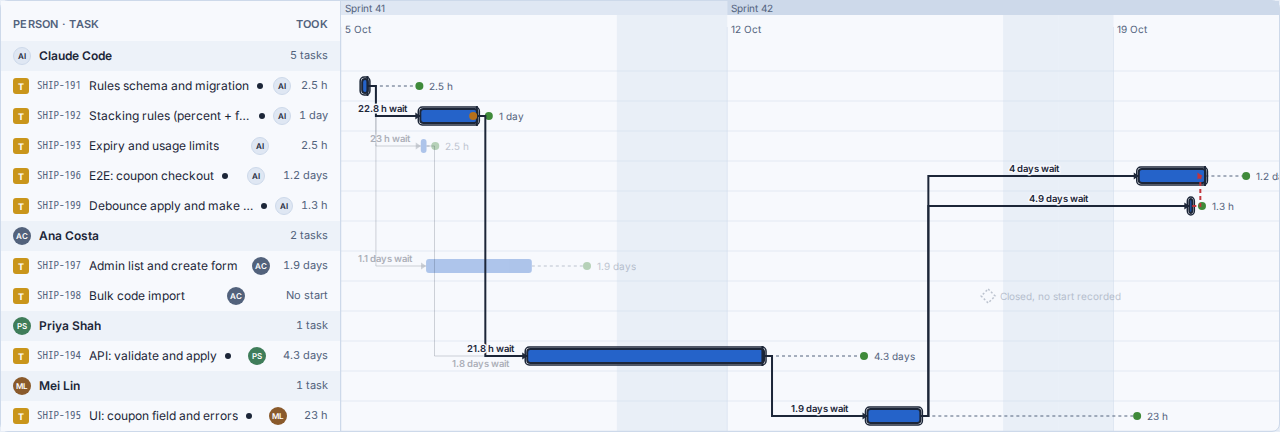 Sprint 41
Sprint 42
PERSON · TASK
TOOK
5 Oct
12 Oct
19 Oct
AI Claude Code 5 tasks
T SHIP-191 Rules schema and migration AI 2.5 h
2.5 h
T SHIP-192 Stacking rules (percent + f... AI 1 day
22.8 h wait
1 day
T SHIP-193 Expiry and usage limits AI 2.5 h
23 h wait
2.5 h
T SHIP-196 E2E: coupon checkout AI 1.2 days
4 days wait
1.2 d
T SHIP-199 Debounce apply and make ... AI 1.3 h
4.9 days wait
1.3 h
AC Ana Costa 2 tasks
T SHIP-197 Admin list and create form AC 1.9 days
1.1 days wait
1.9 days
T SHIP-198 Bulk code import AC No start
Closed, no start recorded
PS Priya Shah 1 task
T SHIP-194 API: validate and apply PS 4.3 days
21.8 h wait
1.8 days wait
4.3 days
ML Mei Lin 1 task
T SHIP-195 UI: coupon field and errors ML 23 h
1.9 days wait
23 h